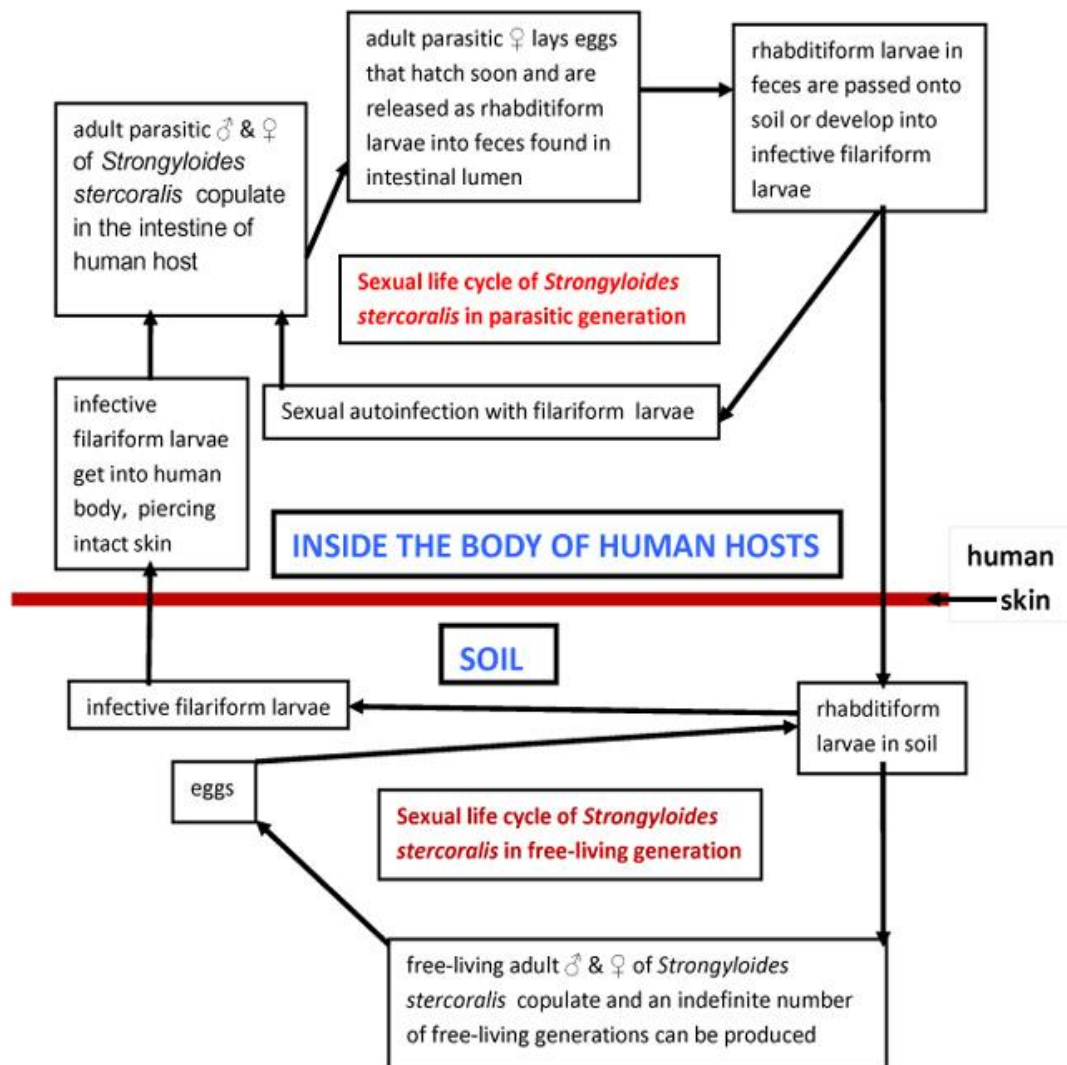 adult parasitic ♂ & ♀
of Strongyloides
stercoralis copulate
in the intestine of
human host
adult parasitic ♀ lays eggs
that hatch soon and are
released as rhabditiform
larvae into feces found in
intestinal lumen
rhabditiform larvae in
feces are passed onto
soil or develop into
infective filariform
larvae
Sexual life cycle of Strongyloides
stercoralis in parasitic generation
infective
filariform larvae
get into human
body, piercing
intact skin
Sexual autoinfection with filariform larvae
INSIDE THE BODY OF HUMAN HOSTS
human
skin
SOIL
infective filariform larvae
rhabditiform
larvae in soil
eggs
Sexual life cycle of Strongyloides
stercoralis in free-living generation
free-living adult ♂ & ♀ of Strongyloides
stercoralis copulate and an indefinite number
of free-living generations can be produced